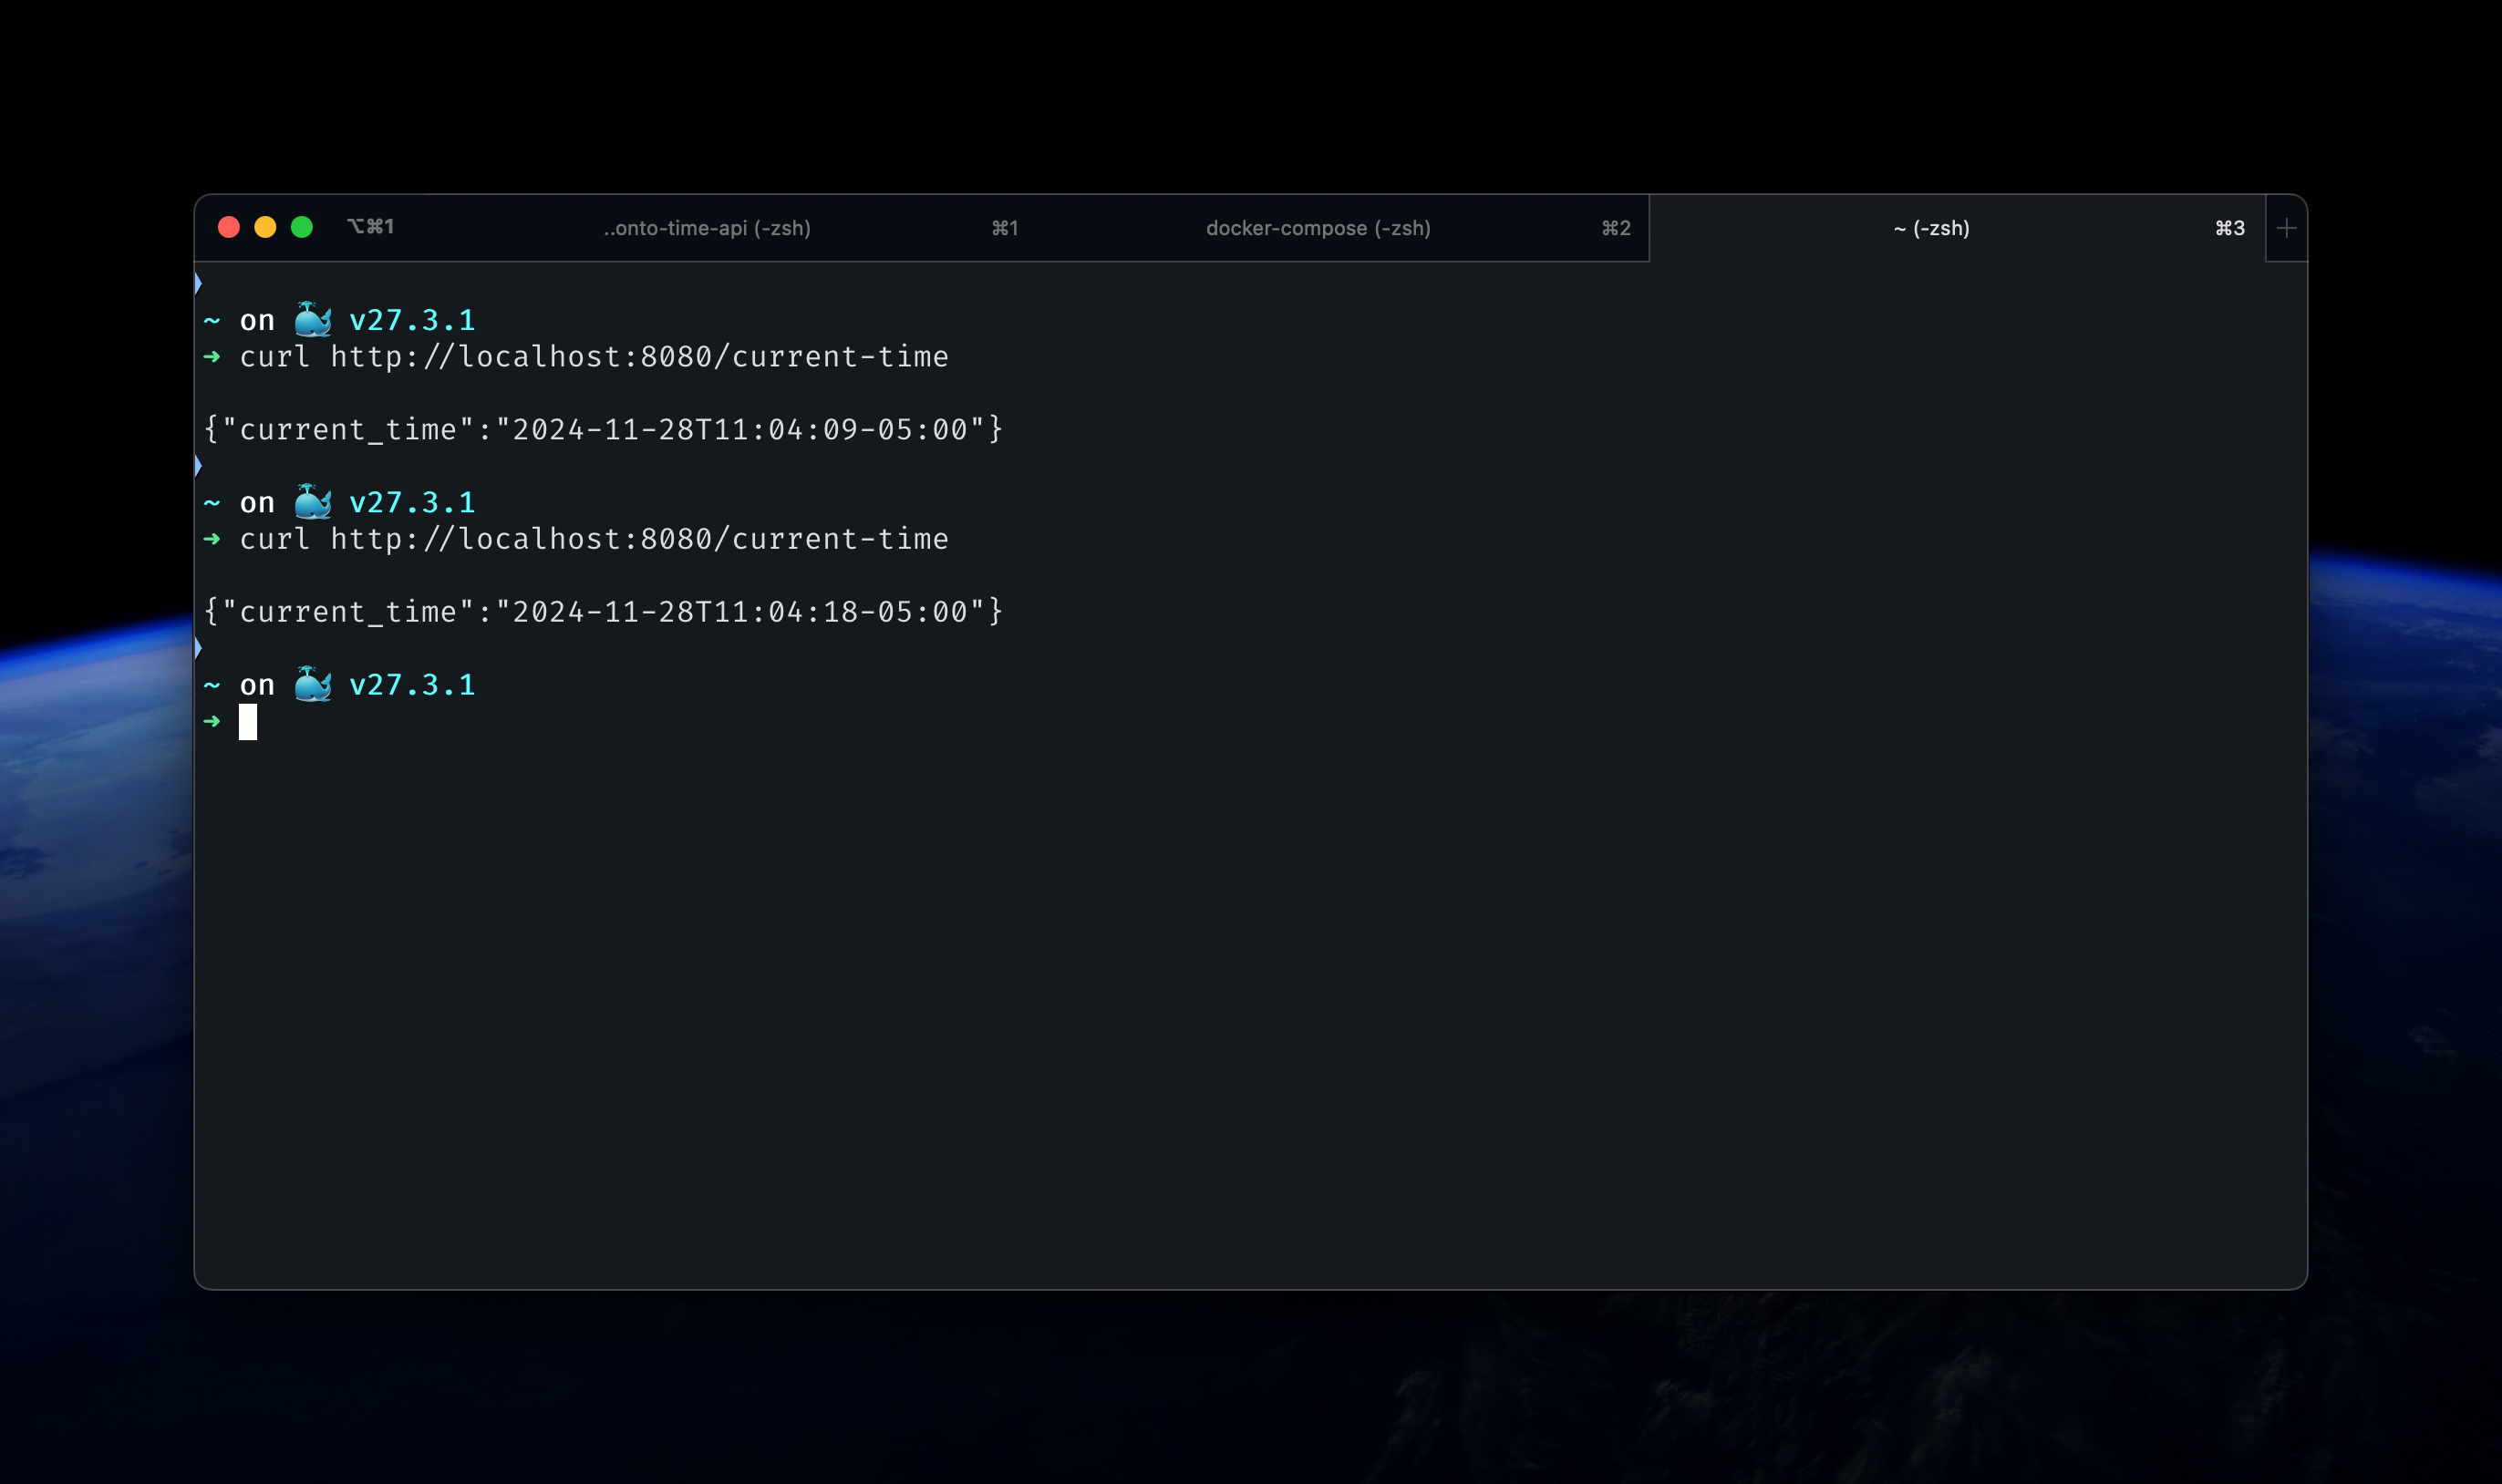 ⌥⌘1 ..onto-time-api (-zsh) ⌘1 docker-compose (-zsh) ⌘2 ~ (-zsh) ⌘3 +
~ on 🐳 v27.3.1
➜ curl http://localhost:8080/current-time
{"current_time":"2024-11-28T11:04:09-05:00"}
~ on 🐳 v27.3.1
➜ curl http://localhost:8080/current-time
{"current_time":"2024-11-28T11:04:18-05:00"}
~ on 🐳 v27.3.1
➜